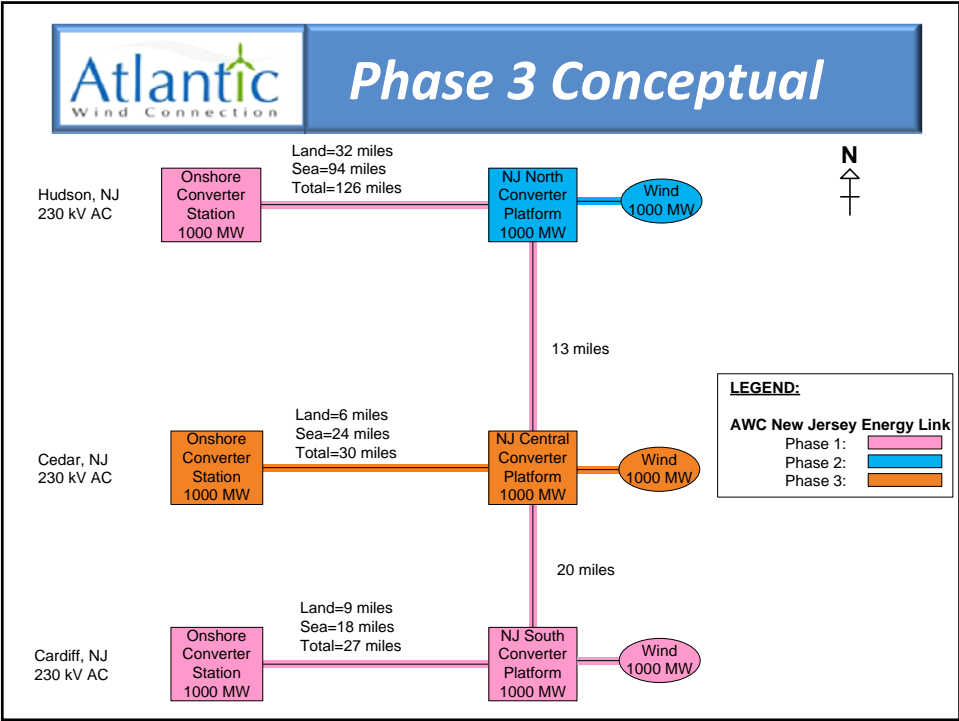 Atlantic
Wind Connection
Phase 3 Conceptual
N
Hudson, NJ
230 kV AC
Onshore
Converter
Station
1000 MW
Land=32 miles
Sea=94 miles
Total=126 miles
NJ North
Converter
Platform
1000 MW
Wind
1000 MW
13 miles
LEGEND:
AWC New Jersey Energy Link
Phase 1:
Phase 2:
Phase 3:
Cedar, NJ
230 kV AC
Onshore
Converter
Station
1000 MW
Land=6 miles
Sea=24 miles
Total=30 miles
NJ Central
Converter
Platform
1000 MW
Wind
1000 MW
20 miles
Cardiff, NJ
230 kV AC
Onshore
Converter
Station
1000 MW
Land=9 miles
Sea=18 miles
Total=27 miles
NJ South
Converter
Platform
1000 MW
Wind
1000 MW